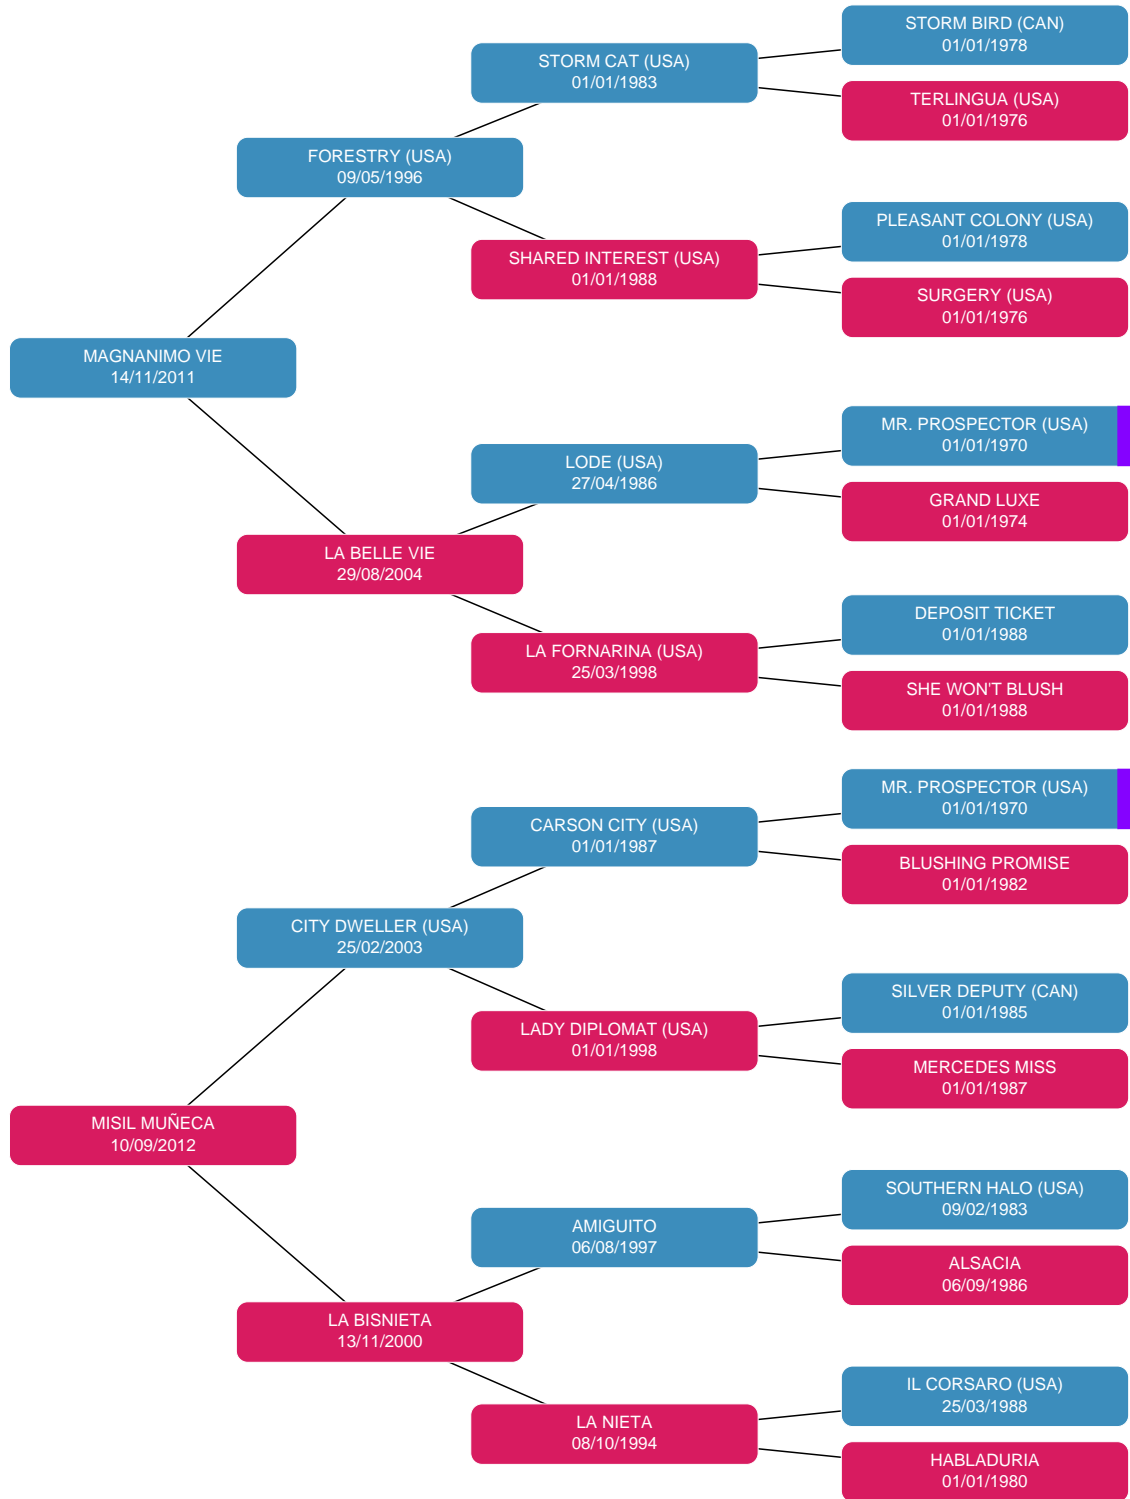 STORM BIRD (CAN)
01/01/1978
STORM CAT (USA)
01/01/1983
TERLINGUA (USA)
01/01/1976
FORESTRY (USA)
09/05/1996
PLEASANT COLONY (USA)
01/01/1978
SHARED INTEREST (USA)
01/01/1988
SURGERY (USA)
01/01/1976
MAGNANIMO VIE
14/11/2011
MR. PROSPECTOR (USA)
01/01/1970
LODE (USA)
27/04/1986
GRAND LUXE
01/01/1974
LA BELLE VIE
29/08/2004
DEPOSIT TICKET
01/01/1988
LA FORNARINA (USA)
25/03/1998
SHE WON'T BLUSH
01/01/1988
MR. PROSPECTOR (USA)
01/01/1970
CARSON CITY (USA)
01/01/1987
BLUSHING PROMISE
01/01/1982
CITY DWELLER (USA)
25/02/2003
SILVER DEPUTY (CAN)
01/01/1985
LADY DIPLOMAT (USA)
01/01/1998
MERCEDES MISS
01/01/1987
MISIL MUÑECA
10/09/2012
SOUTHERN HALO (USA)
09/02/1983
AMIGUITO
06/08/1997
ALSACIA
06/09/1986
LA BISNIETA
13/11/2000
IL CORSARO (USA)
25/03/1988
LA NIETA
08/10/1994
HABLADURIA
01/01/1980